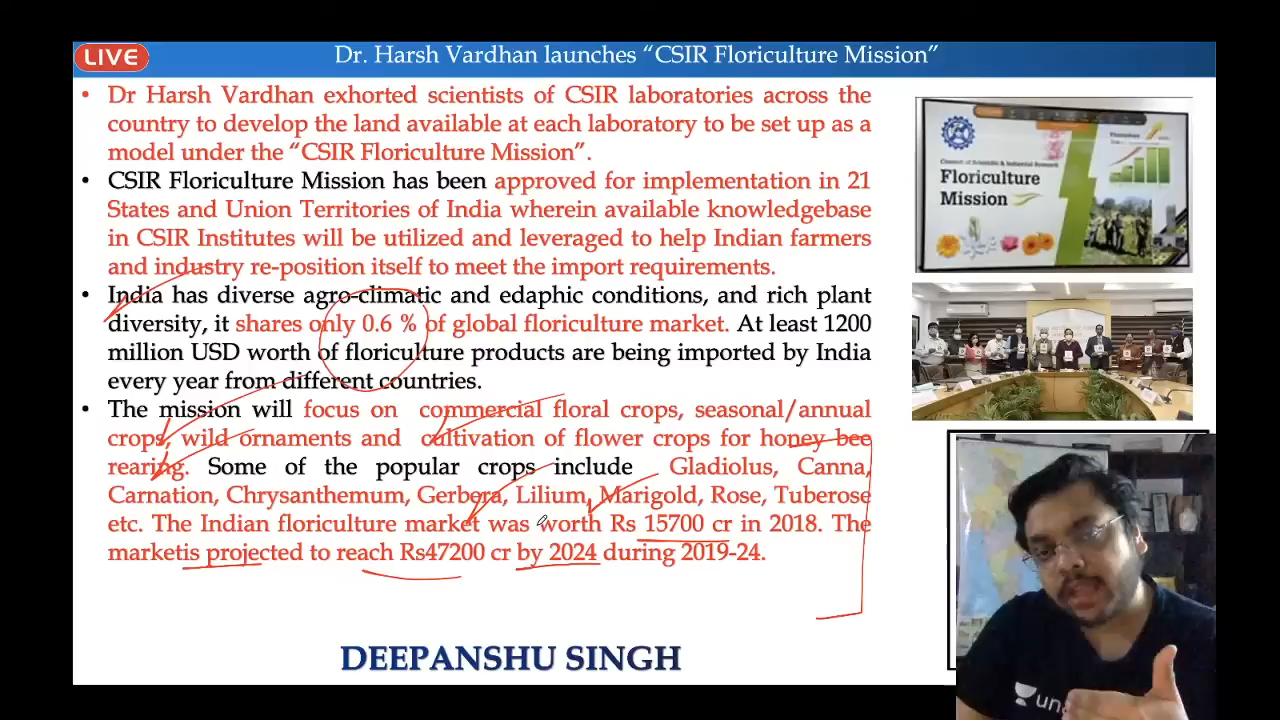 LIVE
Dr. Harsh Vardhan launches “CSIR Floriculture Mission”
• Dr Harsh Vardhan exhorted scientists of CSIR laboratories across the
country to develop the land available at each laboratory to be set up as a
model under the “CSIR Floriculture Mission”.
• CSIR Floriculture Mission has been approved for implementation in 21
States and Union Territories of India wherein available knowledgebase
in CSIR Institutes will be utilized and leveraged to help Indian farmers
and industry re-position itself to meet the import requirements.
• India has diverse agro-climatic and edaphic conditions, and rich plant
diversity, it shares only 0.6 % of global floriculture market. At least 1200
million USD worth of floriculture products are being imported by India
every year from different countries.
• The mission will focus on commercial floral crops, seasonal/annual
crops, wild ornaments and cultivation of flower crops for honey bee
rearing. Some of the popular crops include Gladiolus, Canna,
Carnation, Chrysanthemum, Gerbera, Lilium, Marigold, Rose, Tuberose
etc. The Indian floriculture market was worth Rs 15700 cr in 2018. The
marketis projected to reach Rs47200 cr by 2024 during 2019-24.
DEEPANSHU SINGH
Council of Scientific & Industrial Research
Floriculture
Mission
una